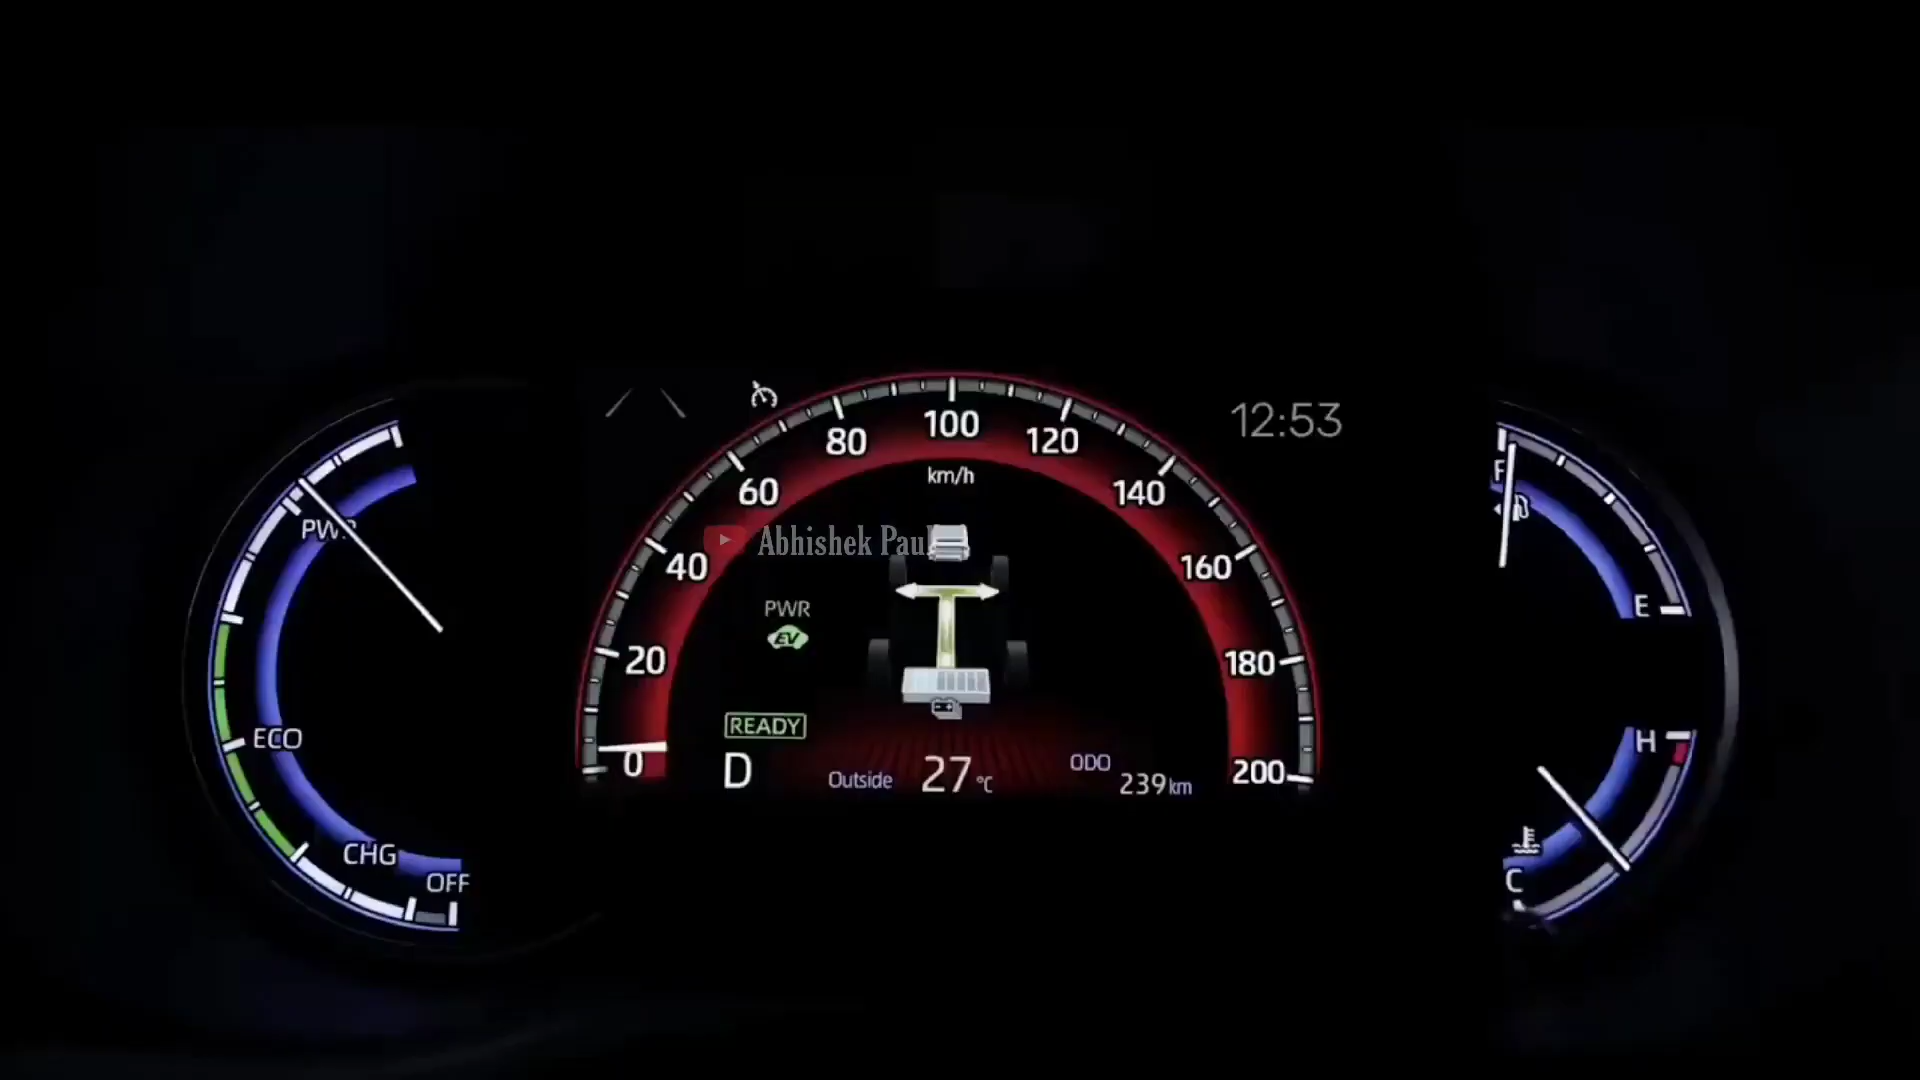 12:53
100
80
120
km/h
60
140
40
160
20
180
0
200
Abhishek Paul
PWR
EV
READY
D
Outside 27 °C
ODO
239 km
PWR
ECO
CHG
OFF
F
E
H
C